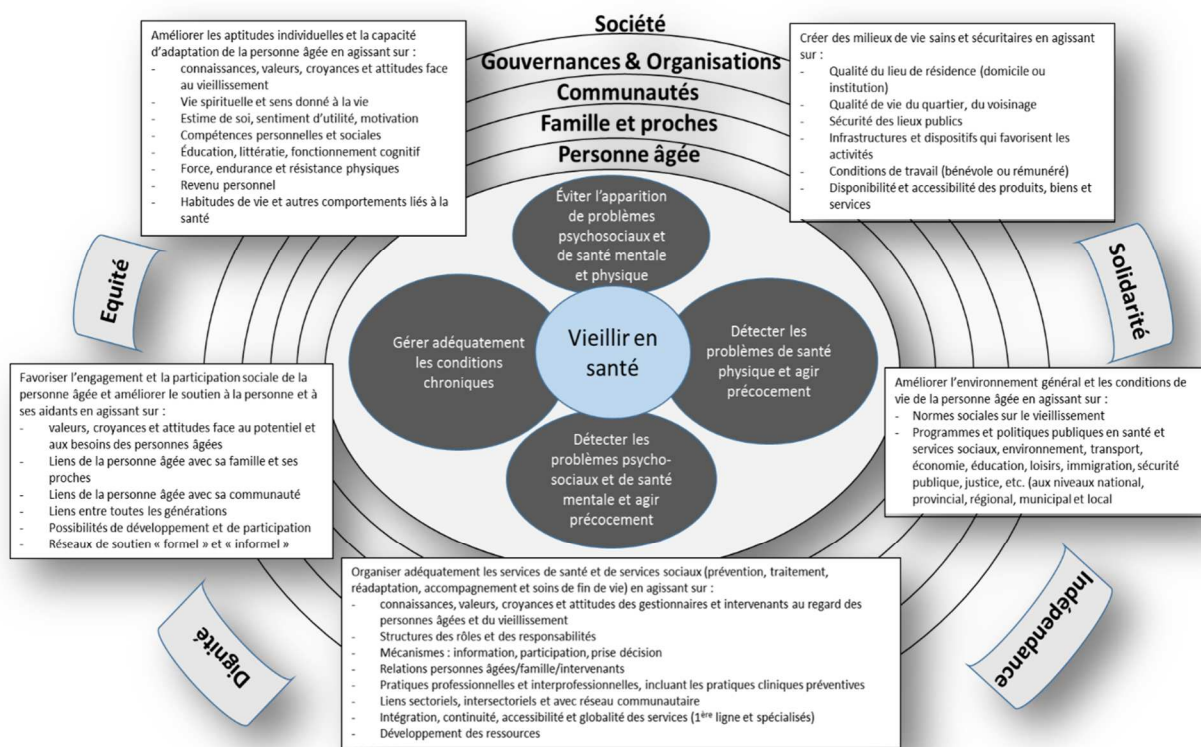 Société
Gouvernances & Organisations
Communautés
Famille et proches
Personne âgée
Améliorer les aptitudes individuelles et la capacité
d'adaptation de la personne âgée en agissant sur :
- connaissances, valeurs, croyances et attitudes face
au vieillissement
- Vie spirituelle et sens donné à la vie
- Estime de soi, sentiment d'utilité, motivation
- Compétences personnelles et sociales
- Éducation, littératie, fonctionnement cognitif
- Force, endurance et résistance physiques
- Revenu personnel
- Habitudes de vie et autres comportements liés à la
santé
Créer des milieux de vie sains et sécuritaires en agissant
sur :
- Qualité du lieu de résidence (domicile ou
institution)
- Qualité de vie du quartier, du voisinage
- Sécurité des lieux publics
- Infrastructures et dispositifs qui favorisent les
activités
- Conditions de travail (bénévole ou rémunéré)
- Disponibilité et accessibilité des produits, biens et
services
Equité
Solidarité
Éviter l'apparition
de problèmes
psychosociaux et
de santé mentale
et physique
Gérer adéquatement
les conditions
chroniques
Vieillir en
santé
Détecter les
problèmes de santé
physique et agir
précocement
Détecter les
problèmes psycho-
sociaux et de santé
mentale et agir
précocement
Favoriser l'engagement et la participation sociale de la
personne âgée et améliorer le soutien à la personne et à
ses aidants en agissant sur :
- valeurs, croyances et attitudes face au potentiel et
aux besoins des personnes âgées
- Liens de la personne âgée avec sa famille et ses
proches
- Liens de la personne âgée avec sa communauté
- Liens entre toutes les générations
- Possibilités de développement et de participation
- Réseaux de soutien « formel » et « informel »
Améliorer l'environnement général et les conditions de
vie de la personne âgée en agissant sur :
- Normes sociales sur le vieillissement
- Programmes et politiques publiques en santé et
services sociaux, environnement, transport,
économie, éducation, loisirs, immigration, sécurité
publique, justice, etc. (aux niveaux national,
provincial, régional, municipal et local
Dignité
Indépendance
Organiser adéquatement les services de santé et de services sociaux (prévention, traitement,
réadaptation, accompagnement et soins de fin de vie) en agissant sur :
- connaissances, valeurs, croyances et attitudes des gestionnaires et intervenants au regard des
personnes âgées et du vieillissement
- Structures des rôles et des responsabilités
- Mécanismes : information, participation, prise décision
- Relations personnes âgées/famille/intervenants
- Pratiques professionnelles et interprofessionnelles, incluant les pratiques cliniques préventives
- Liens sectoriels, intersectoriels et avec réseau communautaire
- Intégration, continuité, accessibilité et globalité des services (1ère ligne et spécialisés)
- Développement des ressources